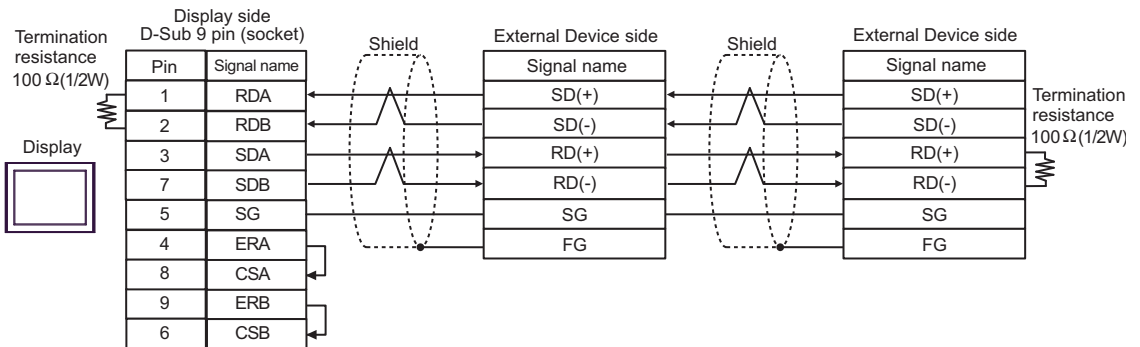 Display side
D-Sub 9 pin (socket)
Termination
resistance
100 Ω(1/2W)
Display
Pin Signal name
1 RDA
2 RDB
3 SDA
7 SDB
5 SG
4 ERA
8 CSA
9 ERB
6 CSB
Shield
External Device side
Signal name
SD(+)
SD(-)
RD(+)
RD(-)
SG
FG
Shield
External Device side
Signal name
SD(+)
SD(-)
RD(+)
RD(-)
SG
FG
Termination
resistance
100Ω(1/2W)